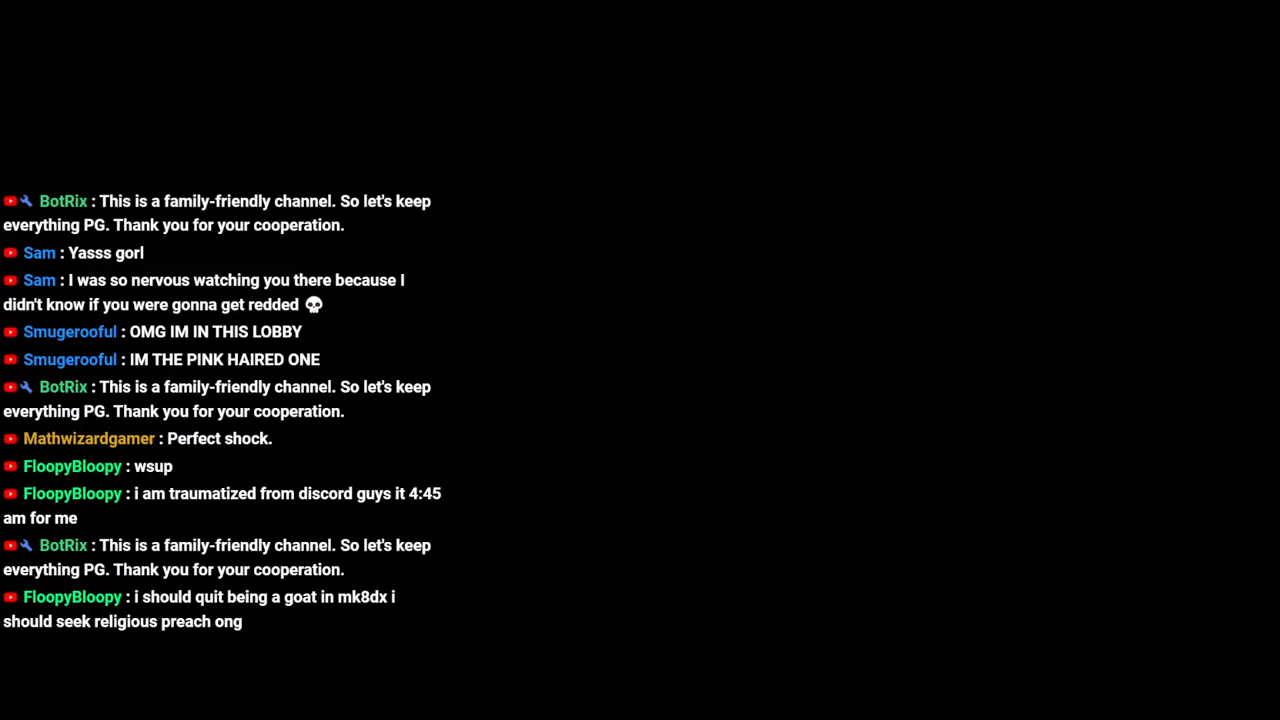 BotRix : This is a family-friendly channel. So let's keep
everything PG. Thank you for your cooperation.
Sam : Yasss gorl
Sam : I was so nervous watching you there because I
didn't know if you were gonna get redded 💀
Smugerooful : OMG IM IN THIS LOBBY
Smugerooful : IM THE PINK HAIRED ONE
BotRix : This is a family-friendly channel. So let's keep
everything PG. Thank you for your cooperation.
Mathwizardgamer : Perfect shock.
FloopyBloopy : wsup
FloopyBloopy : i am traumatized from discord guys it 4:45
am for me
BotRix : This is a family-friendly channel. So let's keep
everything PG. Thank you for your cooperation.
FloopyBloopy : i should quit being a goat in mk8dx i
should seek religious preach ong